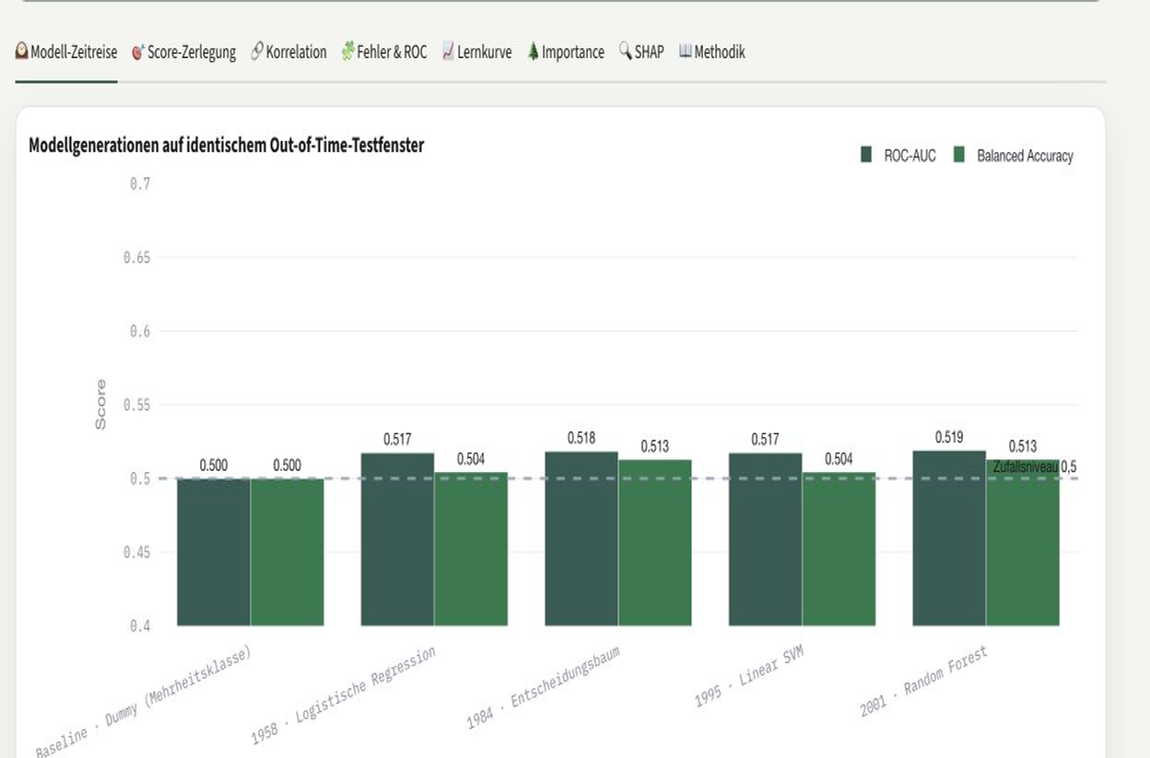 Modell-Zeitreise Score-Zerlegung Korrelation Fehler & ROC Lernkurve Importance SHAP Methodik
Modellgenerationen auf identischem Out-of-Time-Testfenster
ROC-AUC Balanced Accuracy
0.7
0.65
0.6
0.55
0.5
0.45
0.4
Score
0.500 0.500 0.517 0.504 0.518 0.513 0.517 0.504 0.519 0.513
Zufallsniveau 0,5
Baseline · Dummy (Mehrheitsklasse)
1958 · Logistische Regression
1984 · Entscheidungsbaum
1995 · Linear SVM
2001 · Random Forest